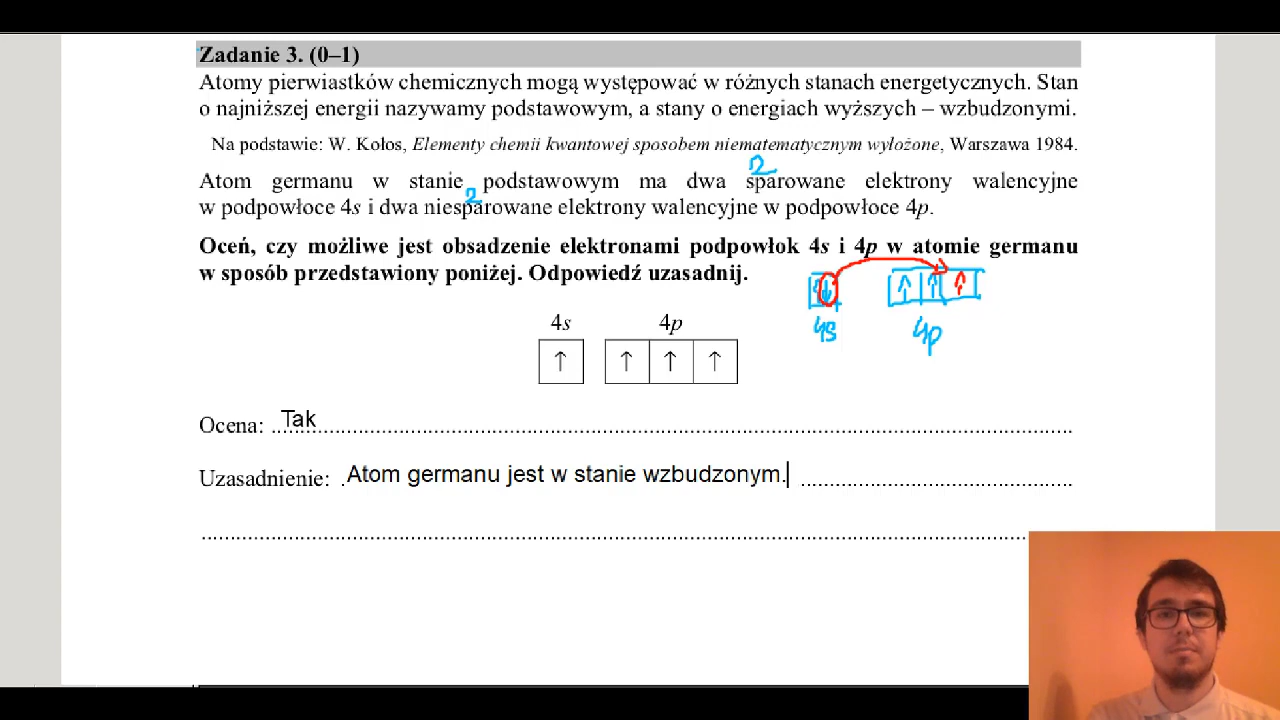 Zadanie 3. (0–1)
Atomy pierwiastków chemicznych mogą występować w różnych stanach energetycznych. Stan
o najniższej energii nazywamy podstawowym, a stany o energiach wyższych – wzbudzonymi.
Na podstawie: W. Kołos, Elementy chemii kwantowej sposobem niematematycznym wyłożone, Warszawa 1984.
2
Atom germanu w stanie podstawowym ma dwa sparowane elektrony walencyjne
2
w podpowłoce 4s i dwa niesparowane elektrony walencyjne w podpowłoce 4p.
Oceń, czy możliwe jest obsadzenie elektronami podpowłok 4s i 4p w atomie germanu
w sposób przedstawiony poniżej. Odpowiedź uzasadnij.
↑↓ ↑ ↑ ↑
4s 4p
4s 4p
↑ ↑ ↑ ↑
Ocena: Tak
Uzasadnienie: Atom germanu jest w stanie wzbudzonym.